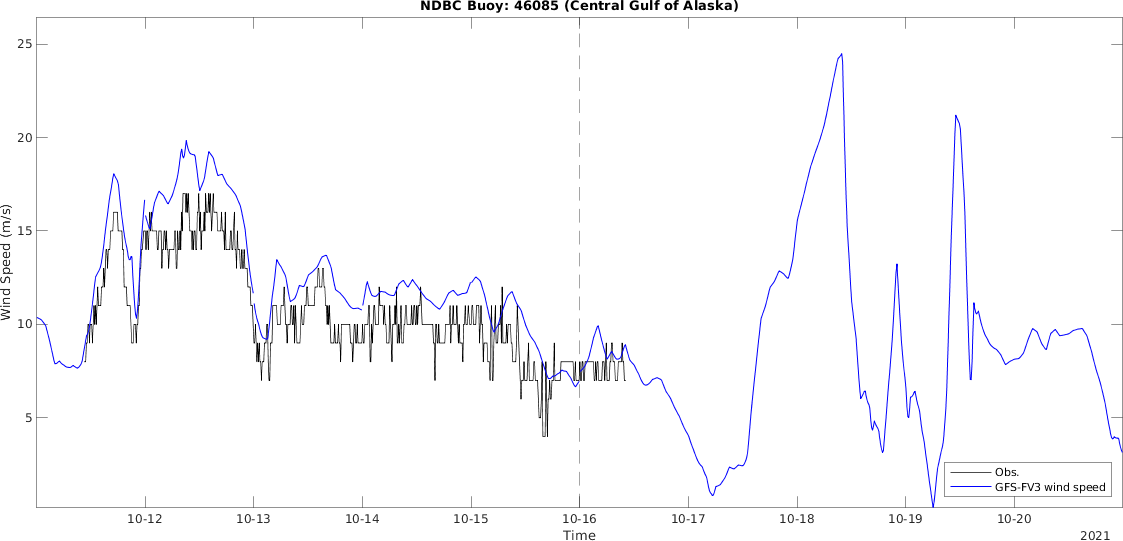 NDBC Buoy: 46085 (Central Gulf of Alaska)
25
20
15
10
5
Wind Speed (m/s)
10-12 10-13 10-14 10-15 10-16 10-17 10-18 10-19 10-20
Time
2021
Obs.
GFS-FV3 wind speed